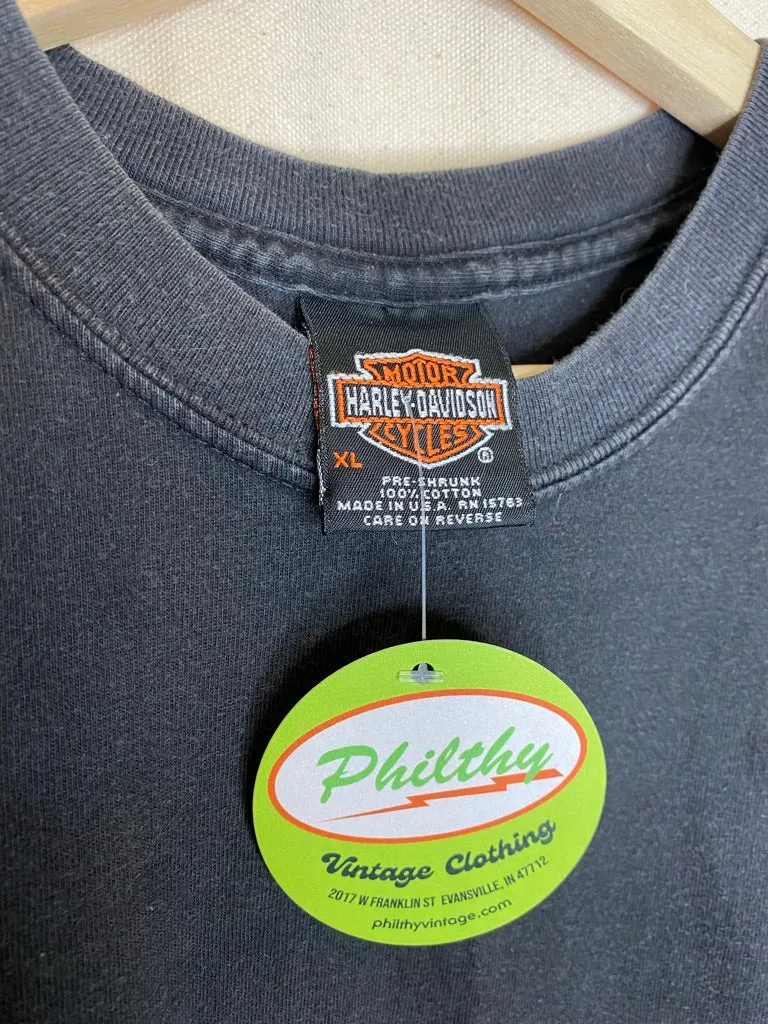 MOTOR
HARLEY-DAVIDSON
CYCLES
XL ®
PRE-SHRUNK
100% COTTON
MADE IN U.S.A. RN 15763
CARE ON REVERSE
Philthy
Vintage Clothing
2017 W FRANKLIN ST EVANSVILLE, IN 47712
philthyvintage.com